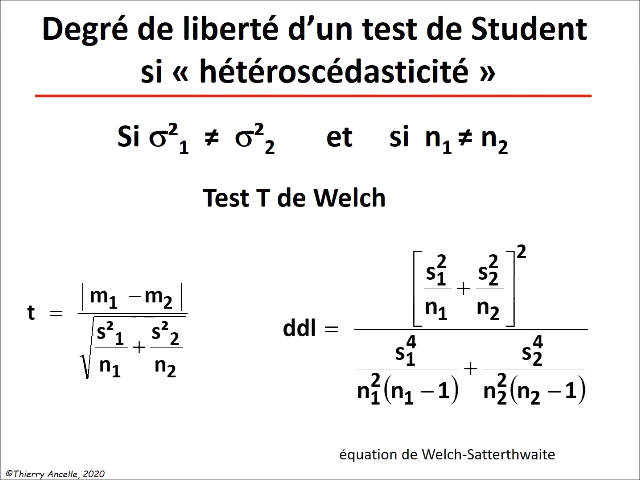 Degré de liberté d’un test de Student
si « hétéroscédasticité »
Si σ²₁ ≠ σ²₂ et si n₁ ≠ n₂
Test T de Welch
t = |m₁ − m₂| / √(s²₁/n₁ + s²₂/n₂)
ddl = [s₁²/n₁ + s₂²/n₂]² / (s₁⁴/(n₁²(n₁ − 1)) + s₂⁴/(n₂²(n₂ − 1)))
équation de Welch-Satterthwaite
©Thierry Ancelle, 2020